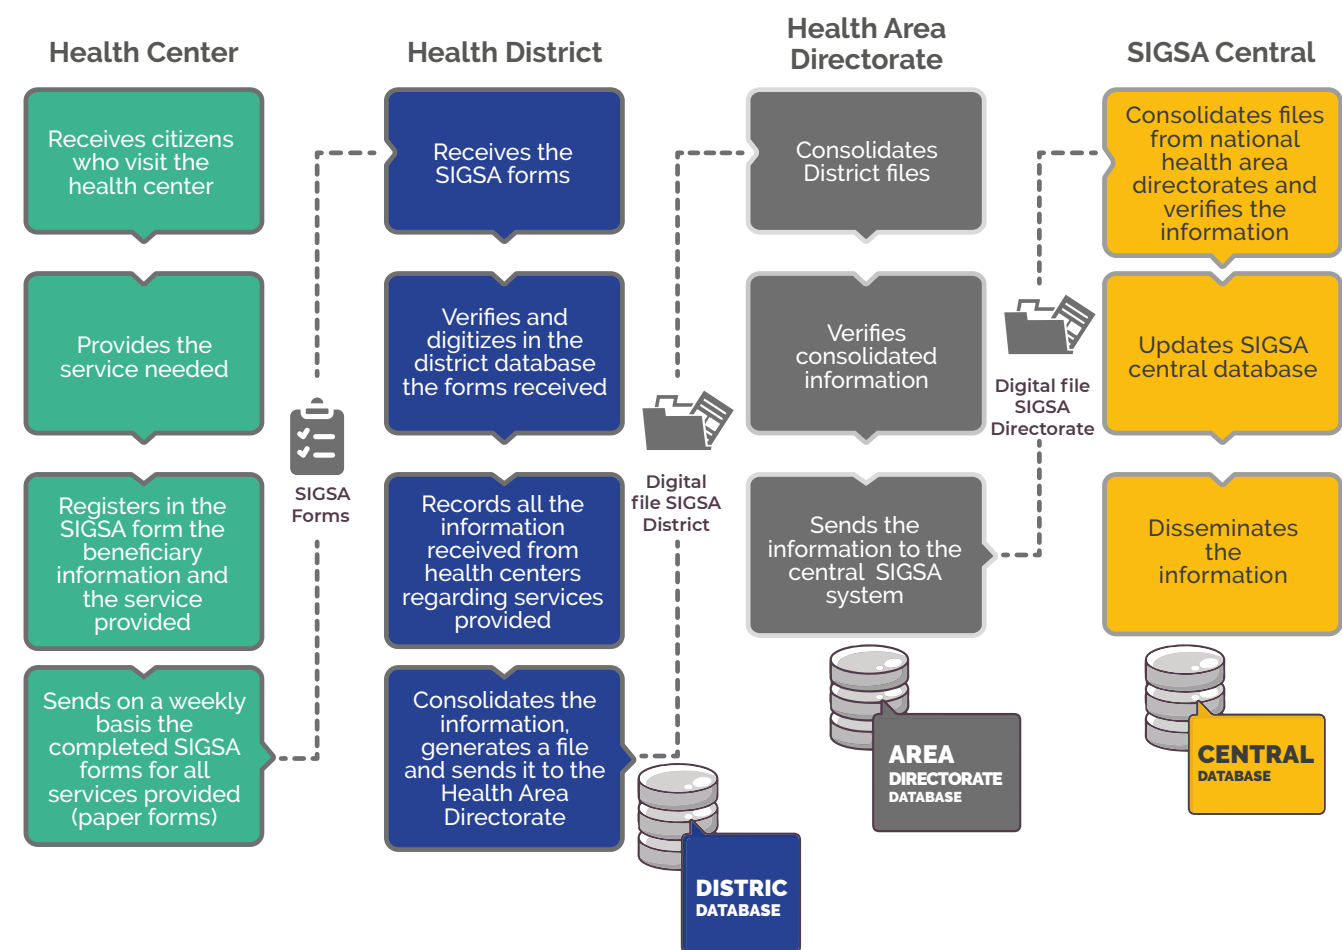 Health Center
Receives citizens
who visit the
health center
Provides the
service needed
Registers in the
SIGSA form the
beneficiary
information and
the service
provided
Sends on a weekly
basis the
completed SIGSA
forms for all
services provided
(paper forms)
SIGSA
Forms
Health District
Receives the
SIGSA forms
Verifies and
digitizes in the
district database
the forms received
Records all the
information
received from
health centers
regarding services
provided
Consolidates the
information,
generates a file
and sends it to the
Health Area
Directorate
DISTRIC
DATABASE
Digital
file SIGSA
District
Health Area
Directorate
Consolidates
District files
Verifies
consolidated
information
Sends the
information to the
central SIGSA
system
AREA
DIRECTORATE
DATABASE
Digital file
SIGSA
Directorate
SIGSA Central
Consolidates files
from national
health area
directorates and
verifies the
information
Updates SIGSA
central database
Disseminates
the
information
CENTRAL
DATABASE